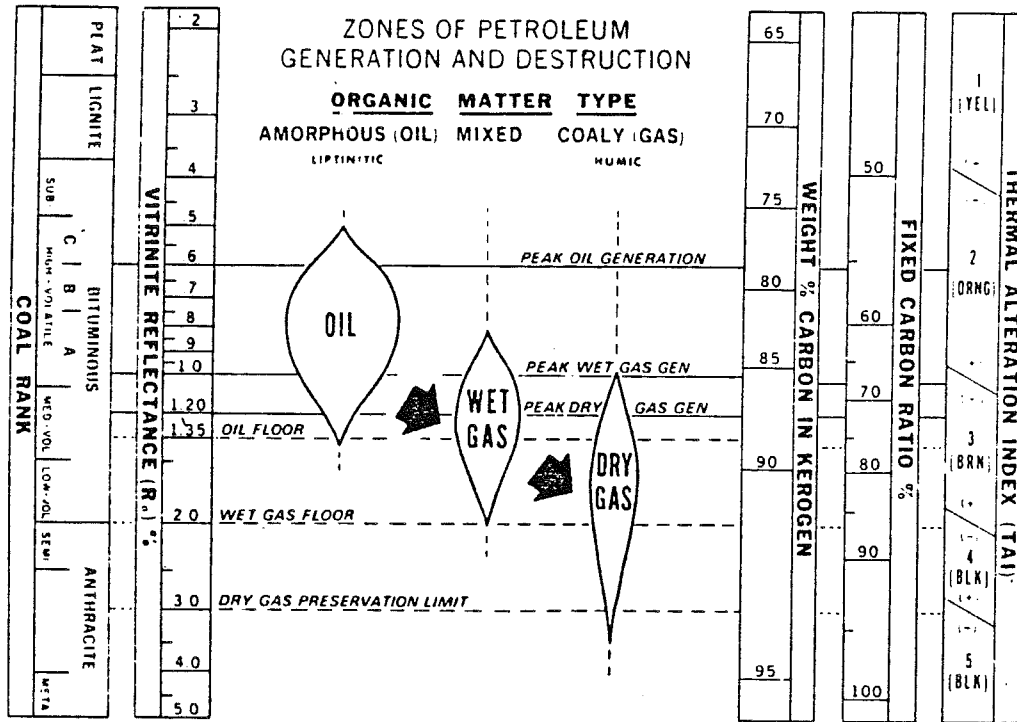 ZONES OF PETROLEUM
GENERATION AND DESTRUCTION
ORGANIC MATTER TYPE
AMORPHOUS (OIL) MIXED COALY (GAS)
LIPTINITIC HUMIC
COAL RANK
PEAT
LIGNITE
SUB
BITUMINOUS
HIGH-VOLATILE
C
B
A
MED-VOL
LOW-VOL
SEMI
ANTHRACITE
META
VITRINITE REFLECTANCE (Ro) %
.2
.3
.4
.5
.6
.7
.8
.9
1.0
1.20
1.35
2.0
3.0
4.0
5.0
OIL
WET
GAS
DRY
GAS
PEAK OIL GENERATION
PEAK WET GAS GEN
PEAK DRY GAS GEN
OIL FLOOR
WET GAS FLOOR
DRY GAS PRESERVATION LIMIT
WEIGHT % CARBON IN KEROGEN
65
70
75
80
85
90
95
FIXED CARBON RATIO %
50
60
70
80
90
100
THERMAL ALTERATION INDEX (TAI)
1
(YEL)
(-)
(-)
2
(ORNG)
(+)
(-)
3
(BRN)
(+)
(-)
4
(BLK)
(+)
(-)
5
(BLK)